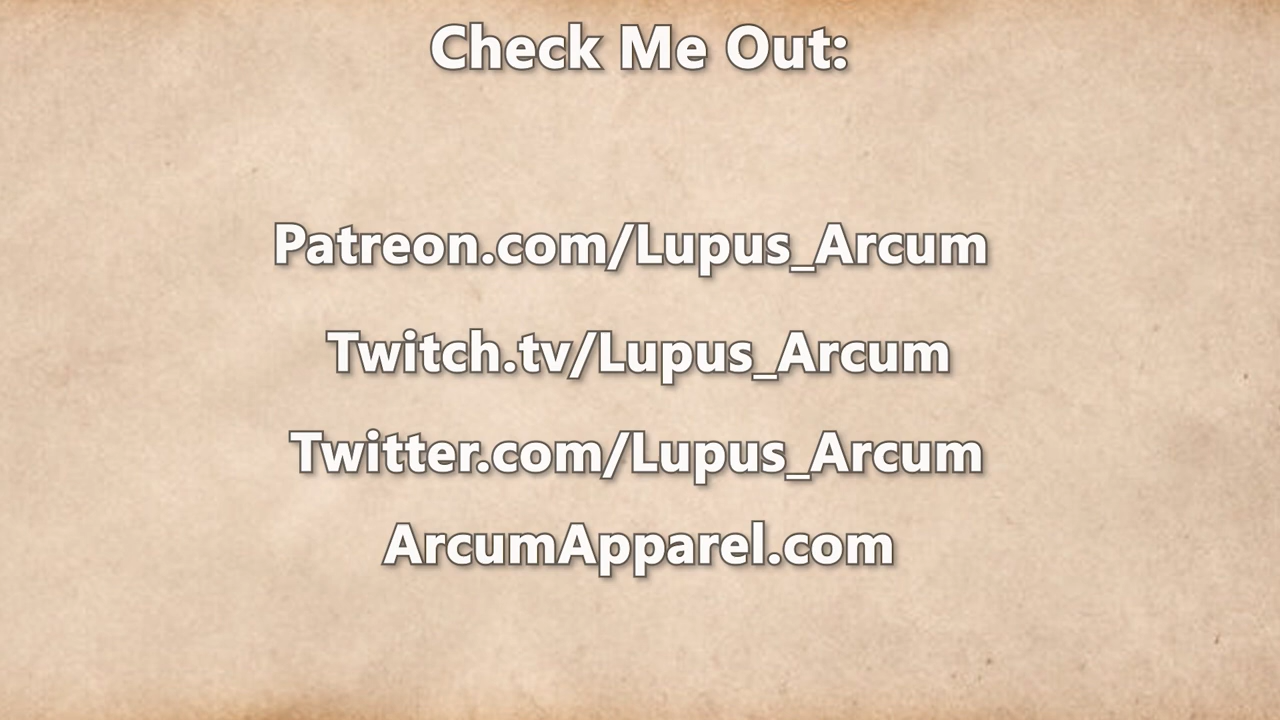 Check Me Out:
Patreon.com/Lupus_Arcum
Twitch.tv/Lupus_Arcum
Twitter.com/Lupus_Arcum
ArcumApparel.com